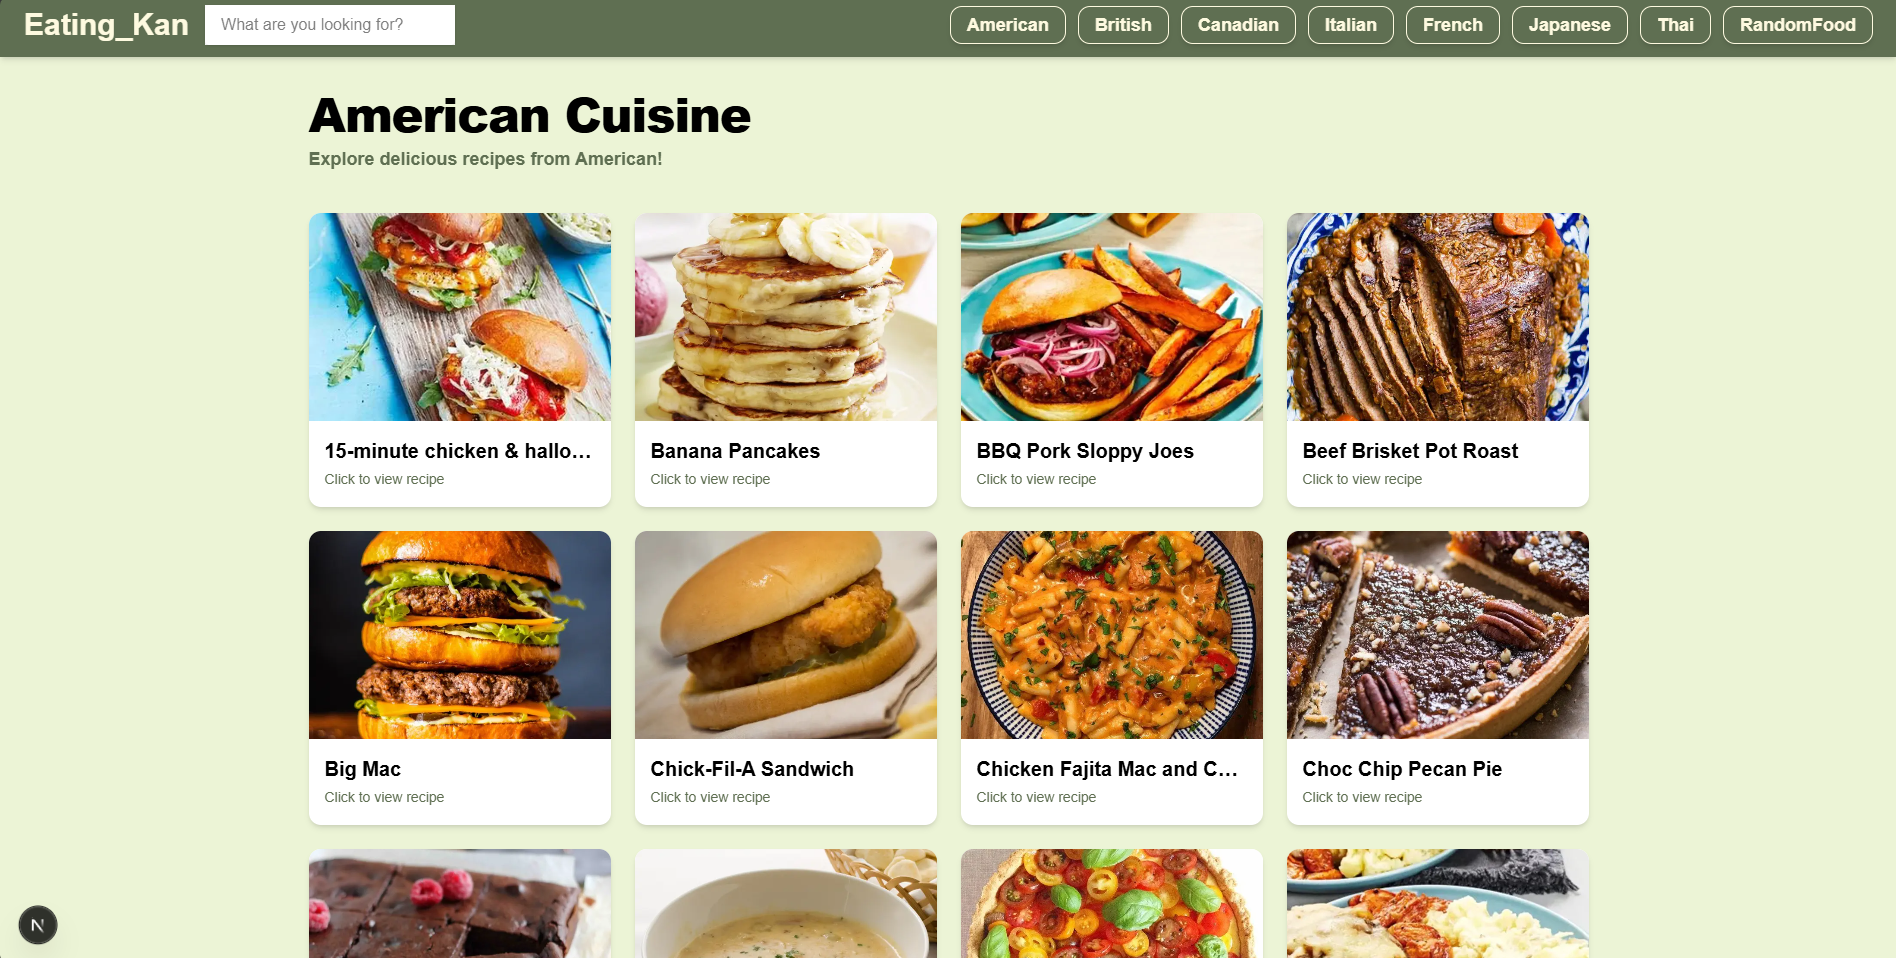 Eating_Kan
What are you looking for?
American
British
Canadian
Italian
French
Japanese
Thai
RandomFood
American Cuisine
Explore delicious recipes from American!
15-minute chicken & hallo...
Click to view recipe
Banana Pancakes
Click to view recipe
BBQ Pork Sloppy Joes
Click to view recipe
Beef Brisket Pot Roast
Click to view recipe
Big Mac
Click to view recipe
Chick-Fil-A Sandwich
Click to view recipe
Chicken Fajita Mac and C...
Click to view recipe
Choc Chip Pecan Pie
Click to view recipe
N